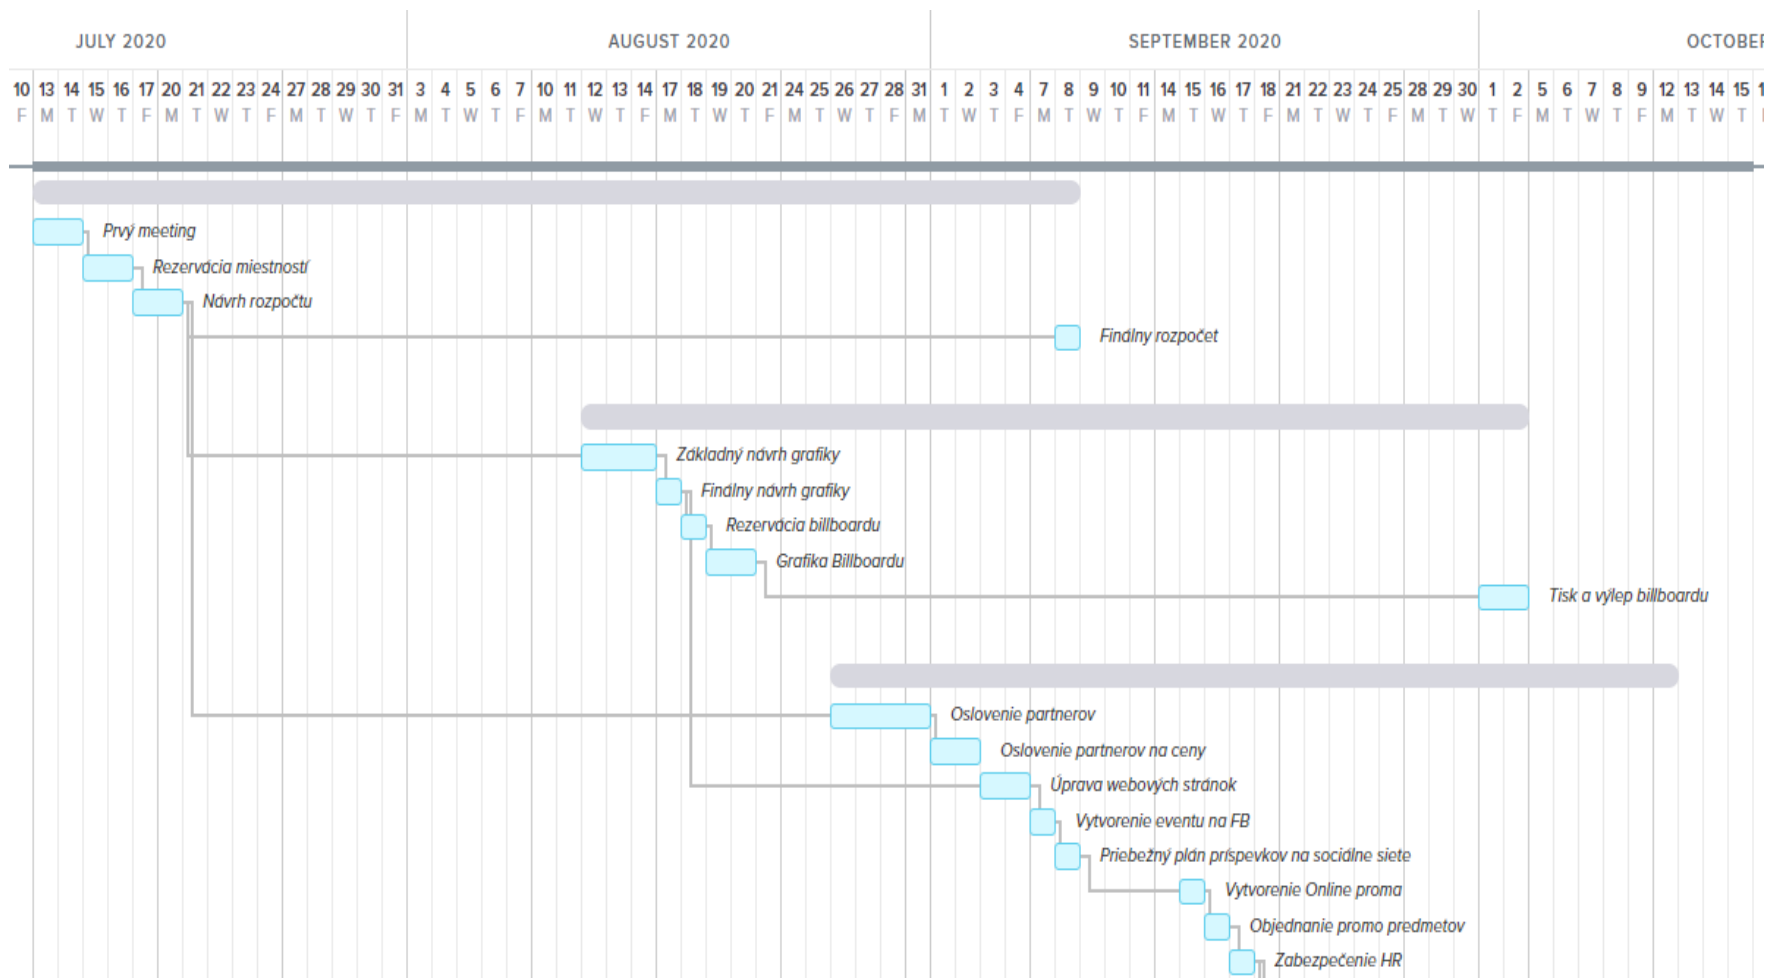 JULY 2020 AUGUST 2020 SEPTEMBER 2020 OCTOBER
10 13 14 15 16 17 20 21 22 23 24 27 28 29 30 31 3 4 5 6 7 10 11 12 13 14 17 18 19 20 21 24 25 26 27 28 31 1 2 3 4 7 8 9 10 11 14 15 16 17 18 21 22 23 24 25 28 29 30 1 2 5 6 7 8 9 12 13 14 15
F M T W T F M T W T F M T W T F M T W T F M T W T F M T W T F M T W T F M T W T F M T W T F M T W T F M T W T F M T W T F M T W T F M T W T
Prvý meeting
Rezervácia miestností
Návrh rozpočtu
Finálny rozpočet
Základný návrh grafiky
Finálny návrh grafiky
Rezervácia billboardu
Grafika Billboardu
Tisk a výlep billboardu
Oslovenie partnerov
Oslovenie partnerov na ceny
Úprava webových stránok
Vytvorenie eventu na FB
Priebežný plán príspevkov na sociálne siete
Vytvorenie Online proma
Objednanie promo predmetov
Zabezpečenie HR